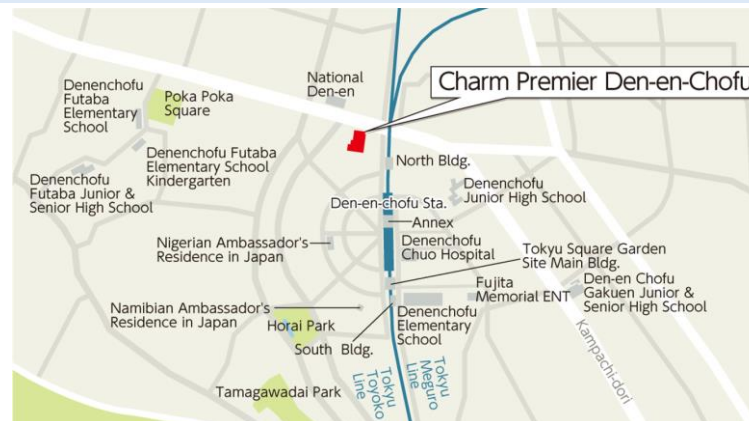 Charm Premier Den-en-Chofu
National
Den-en
Denenchofu
Futaba
Elementary
School
Poka Poka
Square
Denenchofu Futaba
Elementary School
Kindergarten
Denenchofu
Futaba Junior &
Senior High School
North Bldg.
Den-en-chofu Sta.
Annex
Denenchofu
Junior High School
Nigerian Ambassador's
Residence in Japan
Denenchofu
Chuo Hospital
Tokyu Square Garden
Site Main Bldg.
Fujita
Memorial ENT
Den-en Chofu
Gakuen Junior &
Senior High School
Namibian Ambassador's
Residence in Japan
Horai Park
South Bldg.
Denenchofu
Elementary
School
Tamagawadai Park
Tokyu
Toyoko
Line
Tokyu
Meguro
Line
Kampachi-dori